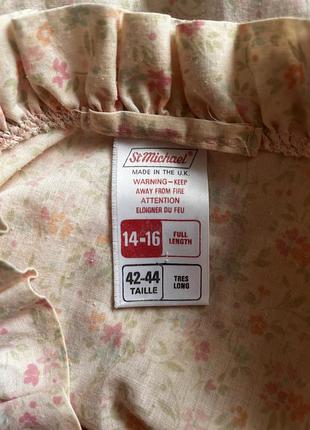 St Michael
MADE IN THE U.K.
WARNING–KEEP
AWAY FROM FIRE
ATTENTION
ELOIGNER DU FEU
14-16 FULL LENGTH
42-44 TAILLE TRES LONG